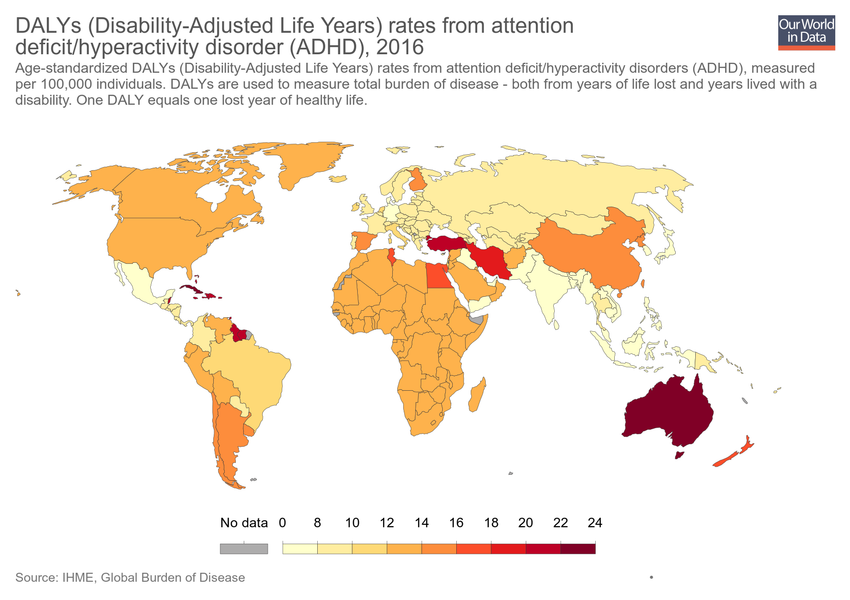 DALYs (Disability-Adjusted Life Years) rates from attention
deficit/hyperactivity disorder (ADHD), 2016
Our World
in Data
Age-standardized DALYs (Disability-Adjusted Life Years) rates from attention deficit/hyperactivity disorders (ADHD), measured
per 100,000 individuals. DALYs are used to measure total burden of disease - both from years of life lost and years lived with a
disability. One DALY equals one lost year of healthy life.
No data 0 8 10 12 14 16 18 20 22 24
Source: IHME, Global Burden of Disease